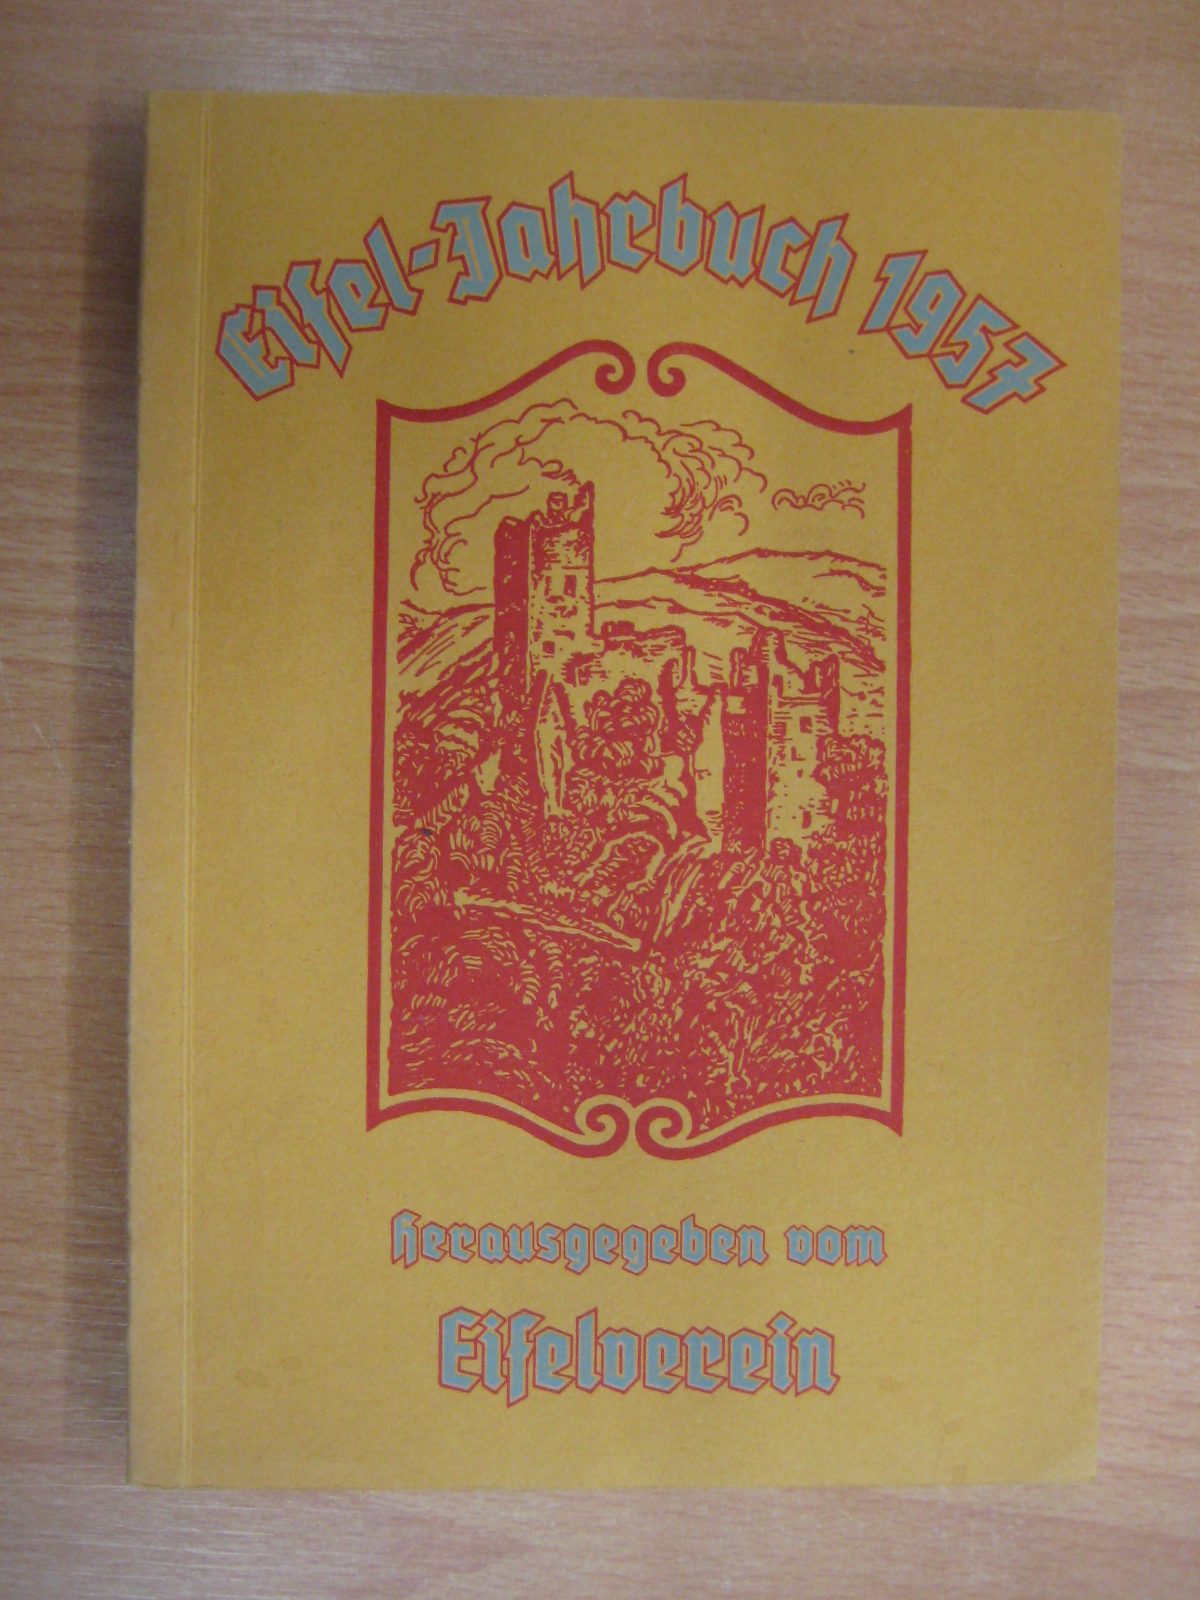 Eifel-Jahrbuch 1957
herausgegeben vom
Eifelverein